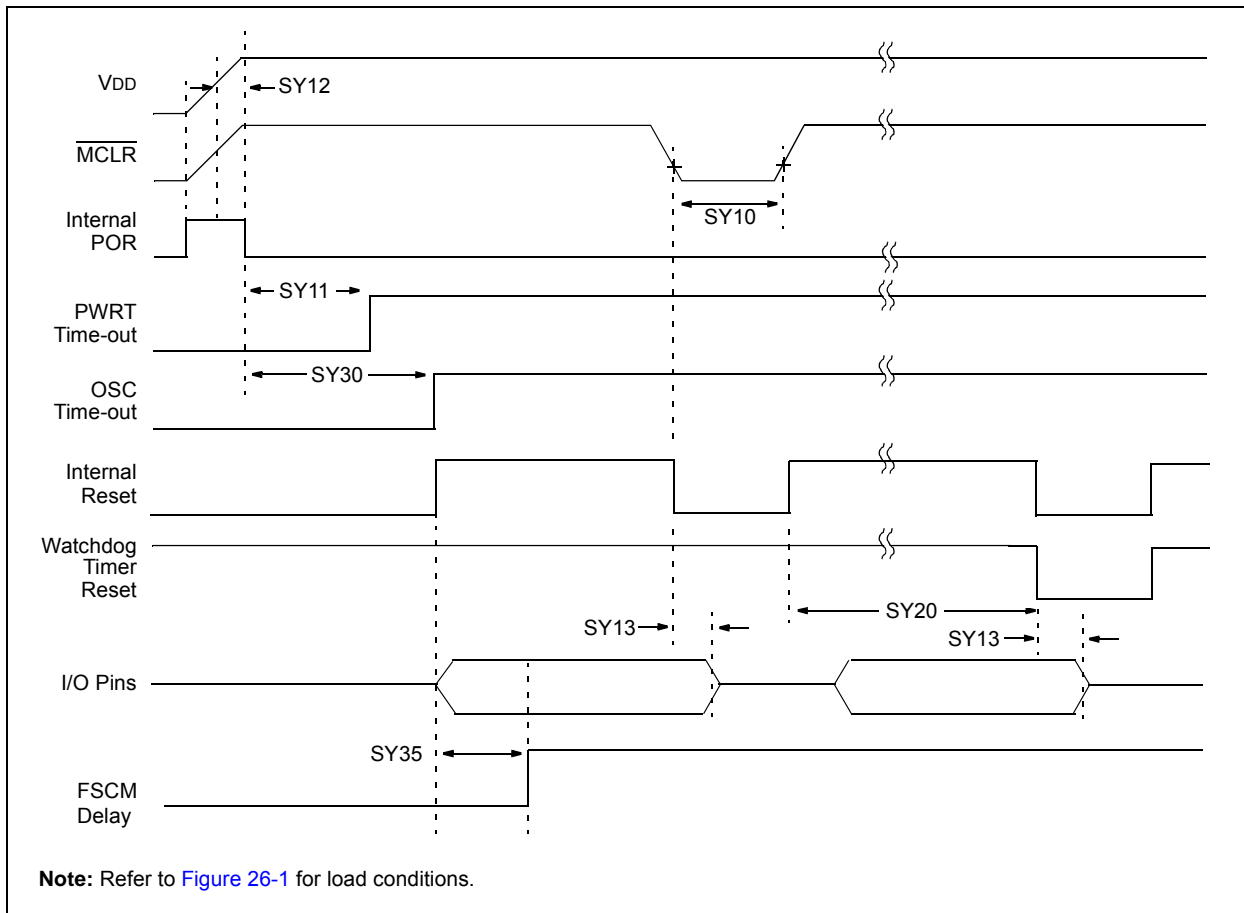 VDD
SY12
MCLR
SY10
Internal
POR
SY11
PWRT
Time-out
SY30
OSC
Time-out
Internal
Reset
Watchdog
Timer
Reset
SY20
SY13
SY13
I/O Pins
SY35
FSCM
Delay
Note: Refer to Figure 26-1 for load conditions.